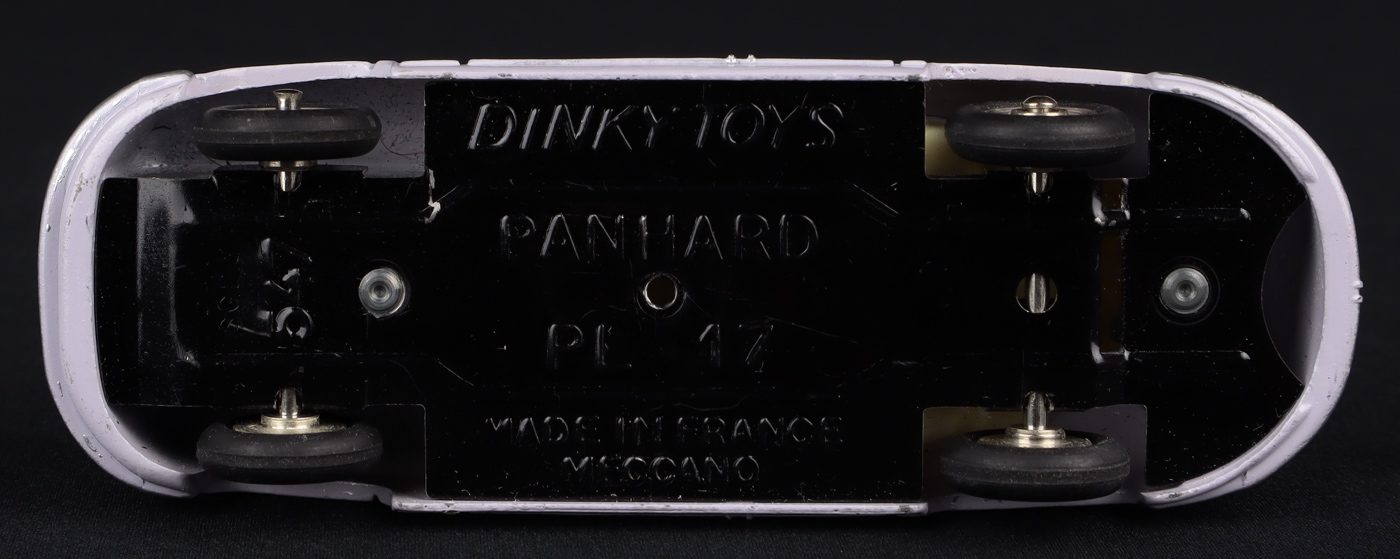 DINKY TOYS
PANHARD
PL 17
MADE IN FRANCE
MECCANO